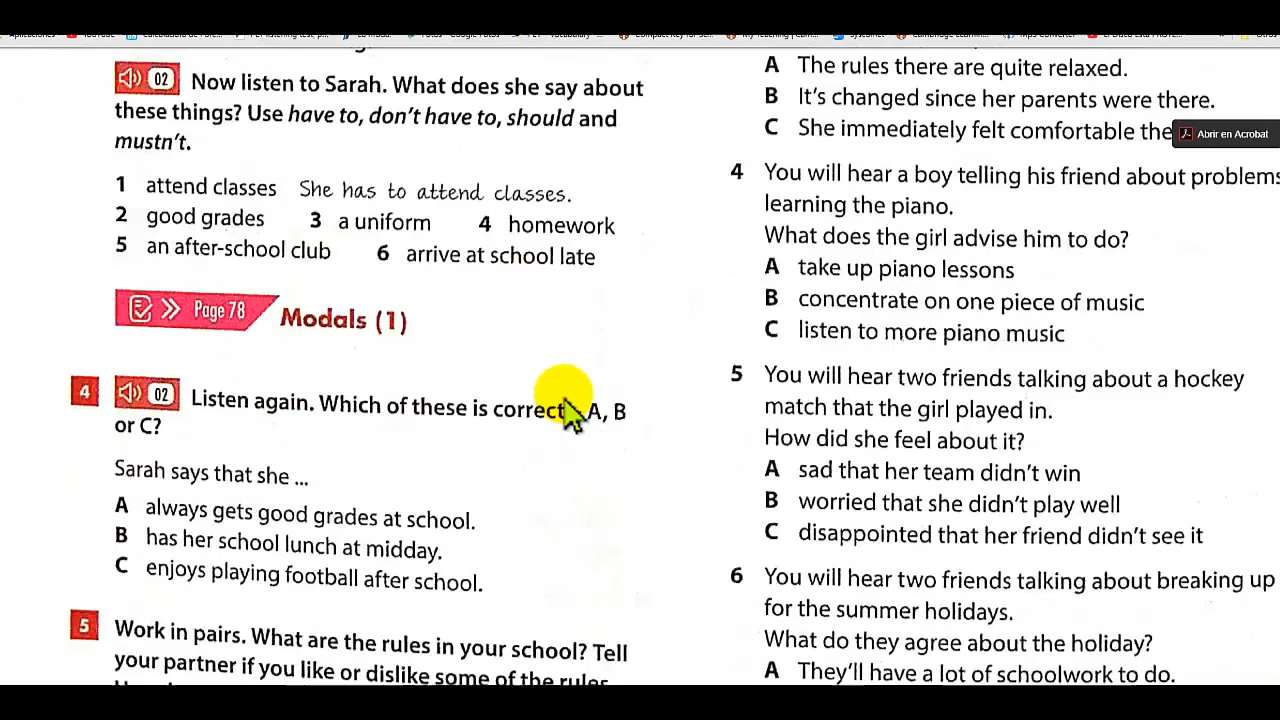 02 Now listen to Sarah. What does she say about
these things? Use have to, don't have to, should and
mustn't.
1 attend classes She has to attend classes.
2 good grades 3 a uniform 4 homework
5 an after-school club 6 arrive at school late
Page 78 Modals (1)
4 02 Listen again. Which of these is correct A, B
or C?
Sarah says that she ...
A always gets good grades at school.
B has her school lunch at midday.
C enjoys playing football after school.
5 Work in pairs. What are the rules in your school? Tell
your partner if you like or dislike some of the rules.
A The rules there are quite relaxed.
B It's changed since her parents were there.
C She immediately felt comfortable the
Abrir en Acrobat
4 You will hear a boy telling his friend about problems
learning the piano.
What does the girl advise him to do?
A take up piano lessons
B concentrate on one piece of music
C listen to more piano music
5 You will hear two friends talking about a hockey
match that the girl played in.
How did she feel about it?
A sad that her team didn't win
B worried that she didn't play well
C disappointed that her friend didn't see it
6 You will hear two friends talking about breaking up
for the summer holidays.
What do they agree about the holiday?
A They'll have a lot of schoolwork to do.